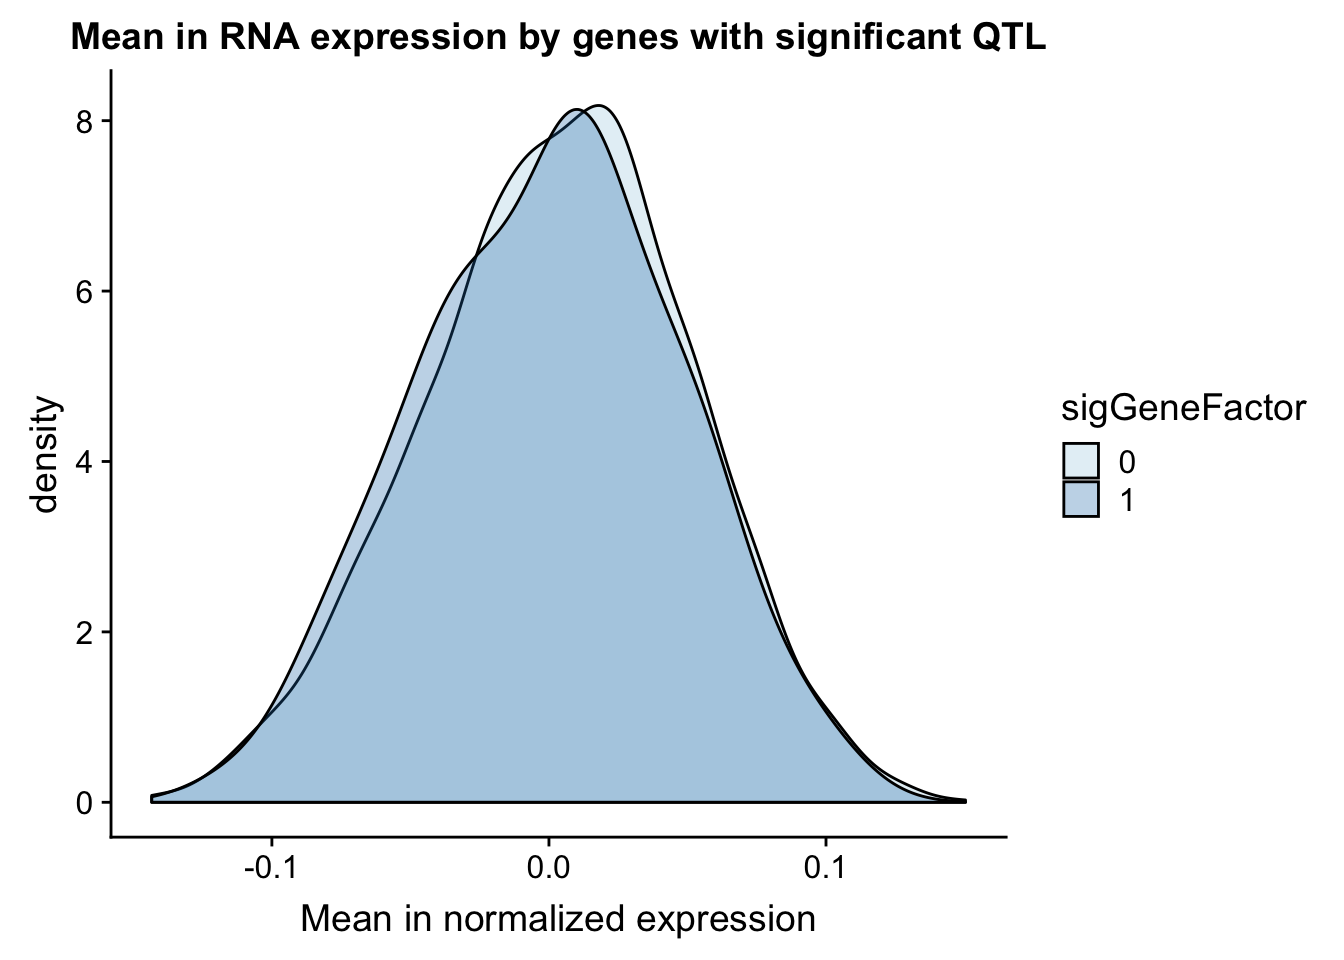 Mean in RNA expression by genes with significant QTL
8
6
4
2
0
density
-0.1
0.0
0.1
Mean in normalized expression
sigGeneFactor
0
1